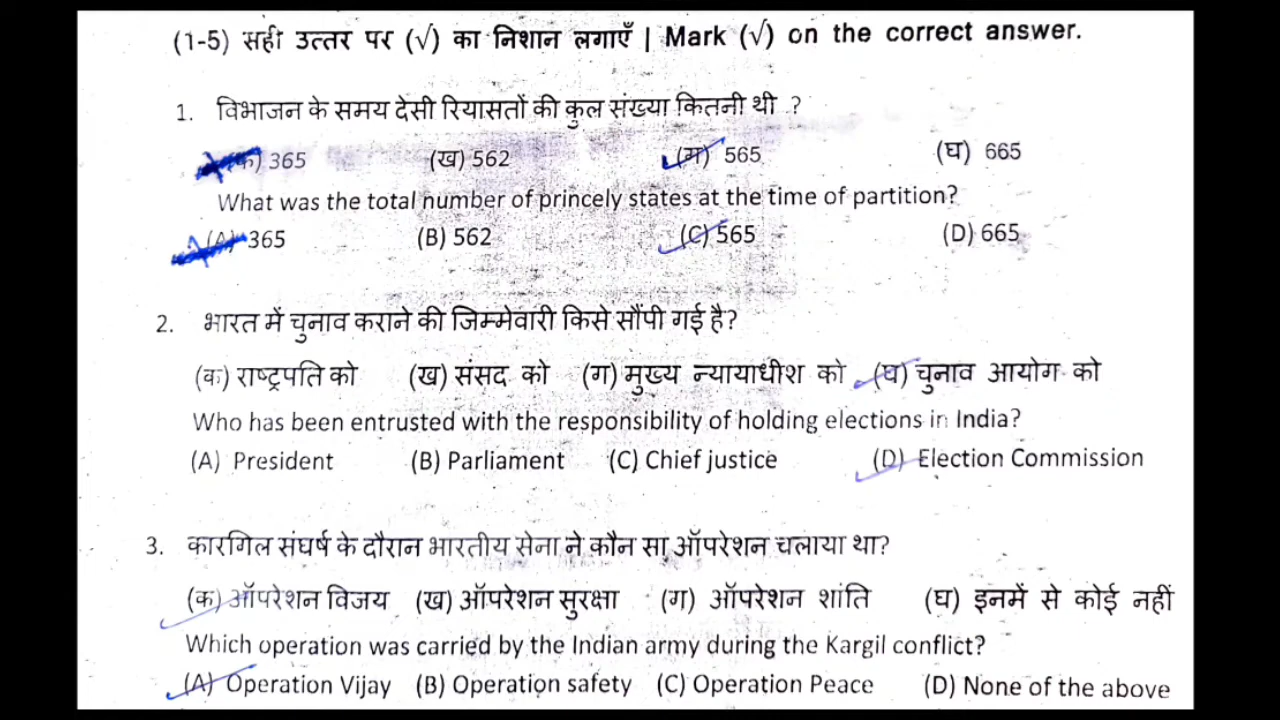 (1-5) सही उत्तर पर (√) का निशान लगाएँ | Mark (√) on the correct answer.
1. विभाजन के समय देसी रियासतों की कुल संख्या कितनी थी ?
(क) 365 (ख) 562 (ग) 565 (घ) 665
What was the total number of princely states at the time of partition?
(A) 365 (B) 562 (C) 565 (D) 665
2. भारत में चुनाव कराने की जिम्मेवारी किसे सौंपी गई है?
(क) राष्ट्रपति को (ख) संसद को (ग) मुख्य न्यायाधीश को (घ) चुनाव आयोग को
Who has been entrusted with the responsibility of holding elections in India?
(A) President (B) Parliament (C) Chief justice (D) Election Commission
3. कारगिल संघर्ष के दौरान भारतीय सेना ने कौन सा ऑपरेशन चलाया था?
(क) ऑपरेशन विजय (ख) ऑपरेशन सुरक्षा (ग) ऑपरेशन शांति (घ) इनमें से कोई नहीं
Which operation was carried by the Indian army during the Kargil conflict?
(A) Operation Vijay (B) Operation safety (C) Operation Peace (D) None of the above